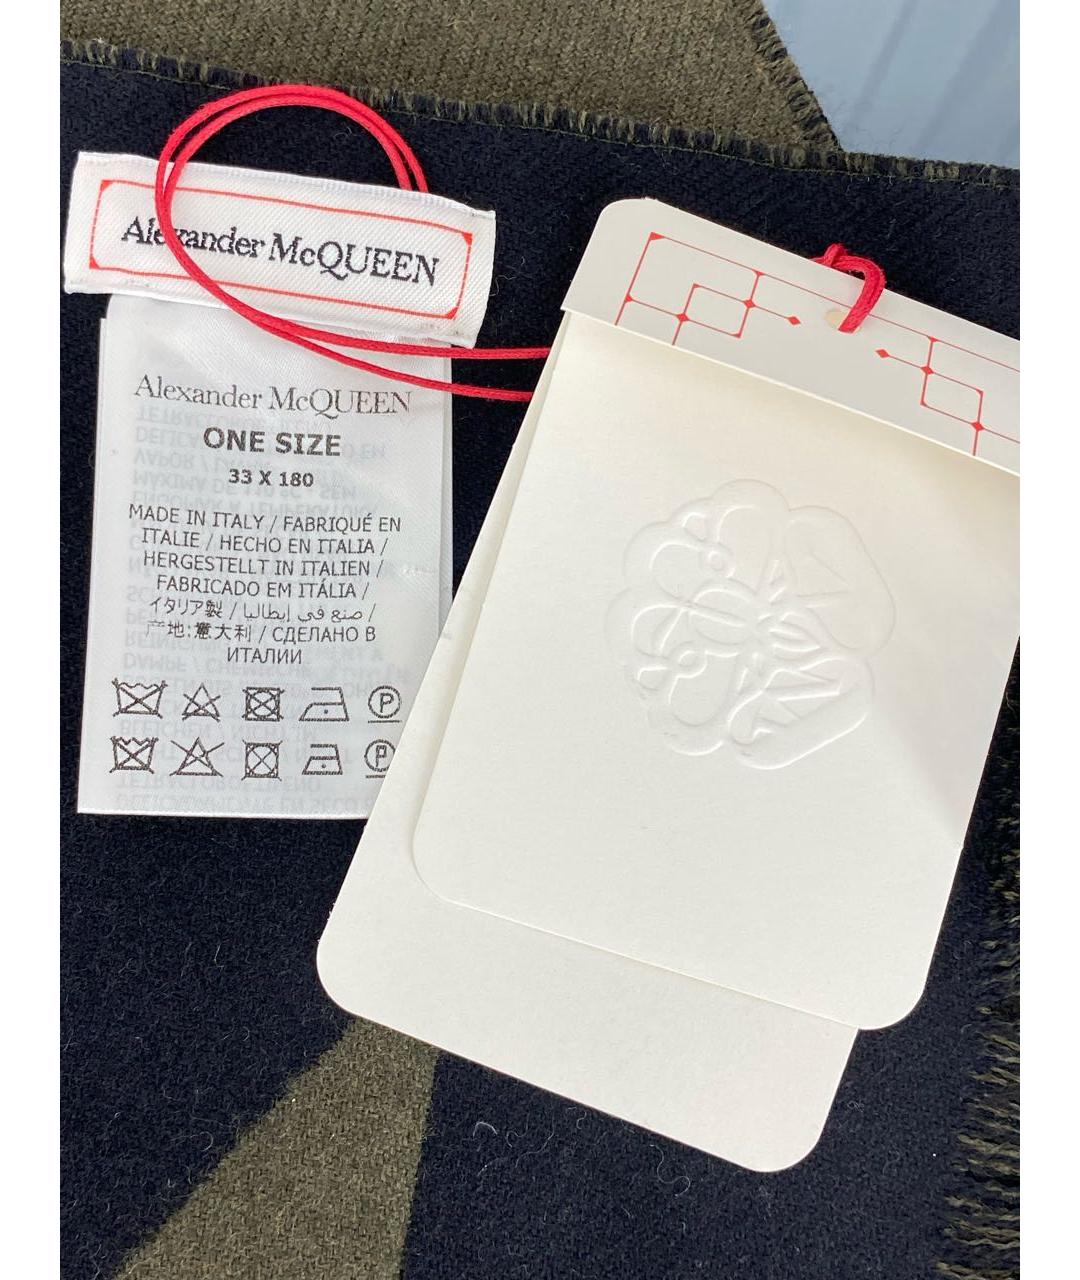 Alexander McQUEEN
Alexander McQUEEN
ONE SIZE
33 X 180
MADE IN ITALY / FABRIQUÉ EN
ITALIE / HECHO EN ITALIA /
HERGESTELLT IN ITALIEN /
FABRICADO EM ITÁLIA /
イタリア製 / صنع في إيطاليا /
产地:意大利 / СДЕЛАНО В
ИТАЛИИ
P
P